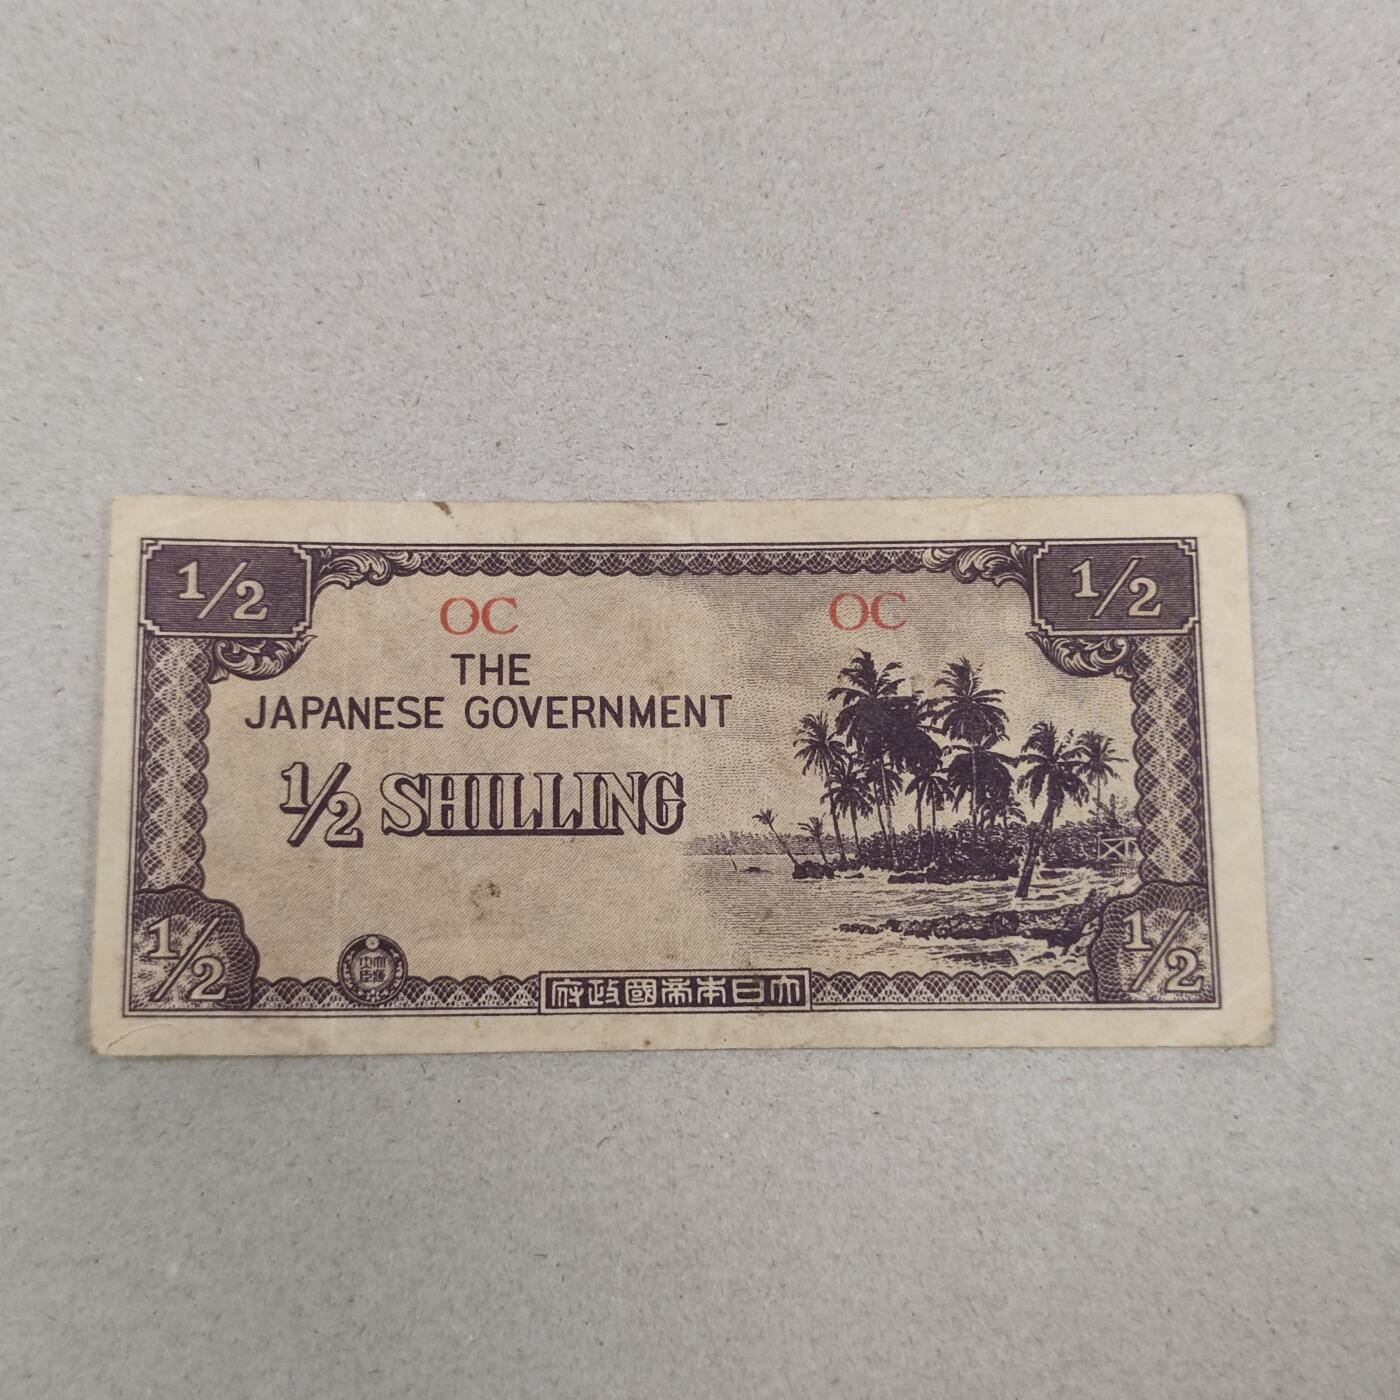 1/2 1/2
OC OC
THE
JAPANESE GOVERNMENT
1/2 SHILLING
1/2 1/2
府政國帝本日大